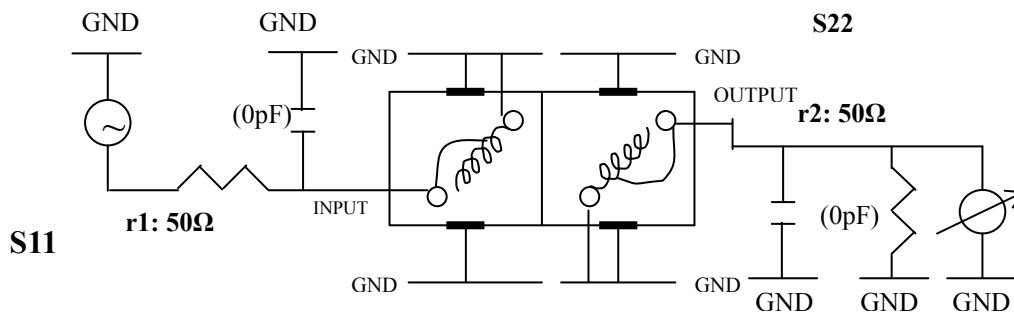 GND
GND
S22
GND
GND
OUTPUT
(0pF)
r2: 50Ω
~
INPUT
(0pF)
r1: 50Ω
S11
GND
GND
GND
GND
GND